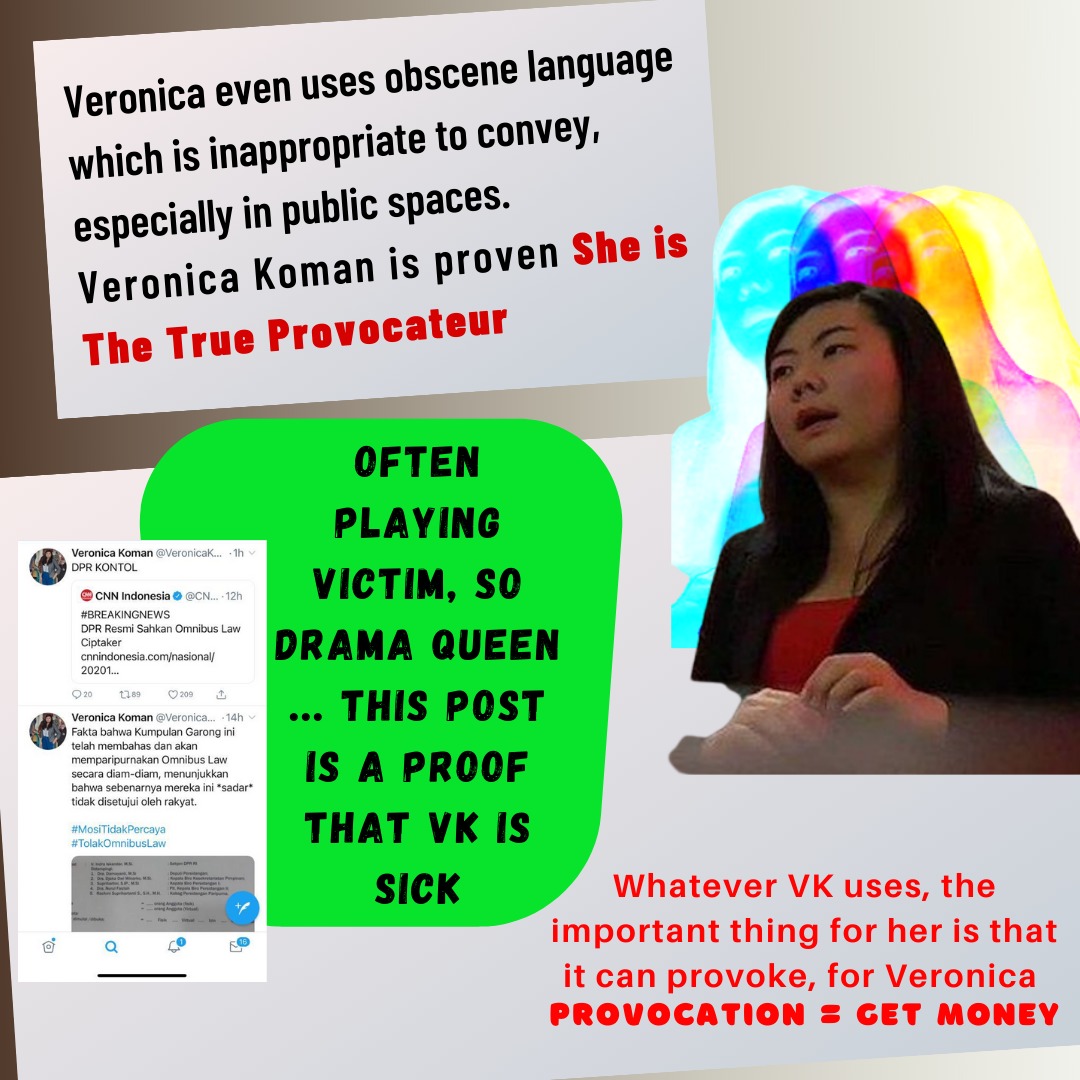 Veronica even uses obscene language
which is inappropriate to convey,
especially in public spaces.
Veronica Koman is proven She is
The True Provocateur
OFTEN
PLAYING
VICTIM, SO
DRAMA QUEEN
... THIS POST
IS A PROOF
THAT VK IS
SICK
Veronica Koman @VeronicaK... · 1h
DPR KONTOL
CNN Indonesia @CN... · 12h
#BREAKINGNEWS
DPR Resmi Sahkan Omnibus Law
Ciptaker
cnnindonesia.com/nasional/
20201...
20 89 209
Veronica Koman @Veronica... · 14h
Fakta bahwa Kumpulan Garong ini
telah membahas dan akan
memparipurnakan Omnibus Law
secara diam-diam, menunjukkan
bahwa sebenarnya mereka ini *sadar*
tidak disetujui oleh rakyat.
#MosiTidakPercaya
#TolakOmnibusLaw
1 16
Whatever VK uses, the
important thing for her is that
it can provoke, for Veronica
PROVOCATION = GET MONEY